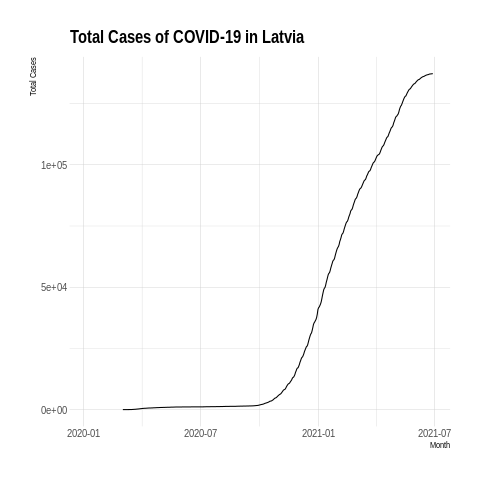 Total Cases of COVID-19 in Latvia
Total Cases
1e+05
5e+04
0e+00
2020-01 2020-07 2021-01 2021-07
Month